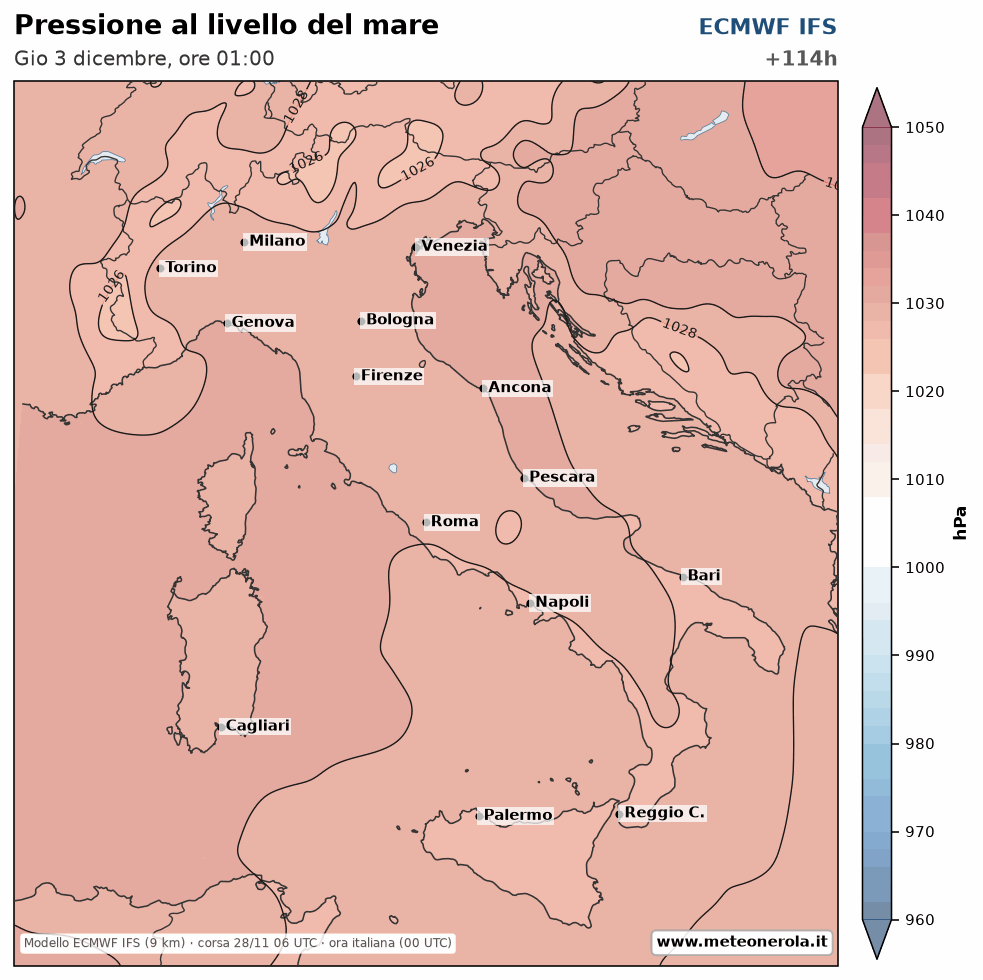 Pressione al livello del mare
ECMWF IFS
Gio 3 dicembre, ore 01:00
+114h
1028
1026
1026
Milano
Venezia
Torino
1026
Genova
Bologna
1028
Firenze
Ancona
Pescara
Roma
Bari
Napoli
Cagliari
Palermo
Reggio C.
Modello ECMWF IFS (9 km) · corsa 28/11 06 UTC · ora italiana (00 UTC)
www.meteonerola.it
1050
1040
1030
1020
1010
1000
990
980
970
960
hPa